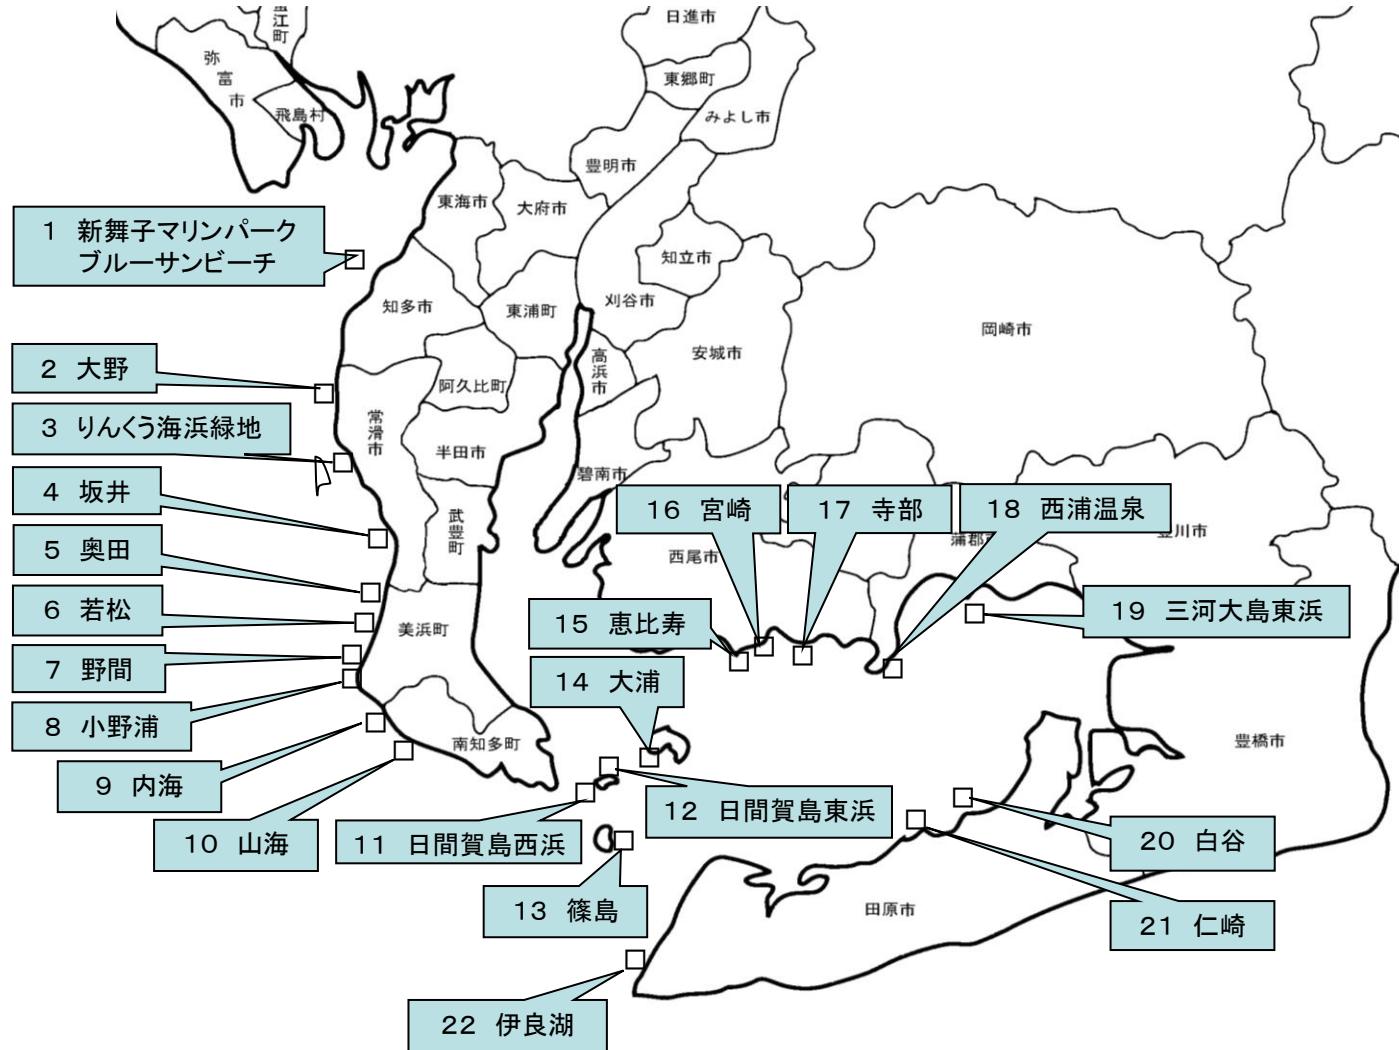 蟹江町
日進市
弥富市
東郷町
飛島村
みよし市
豊明市
東海市
大府市
1 新舞子マリンパーク
ブルーサンビーチ
知立市
知多市
東浦町
刈谷市
岡崎市
安城市
高浜市
2 大野
阿久比町
3 りんくう海浜緑地
常滑市
半田市
碧南市
4 坂井
16 宮崎
17 寺部
18 西浦温泉
武豊町
豊川市
蒲郡市
5 奥田
西尾市
6 若松
19 三河大島東浜
美浜町
15 恵比寿
7 野間
14 大浦
8 小野浦
南知多町
豊橋市
9 内海
12 日間賀島東浜
10 山海
11 日間賀島西浜
20 白谷
13 篠島
田原市
21 仁崎
22 伊良湖